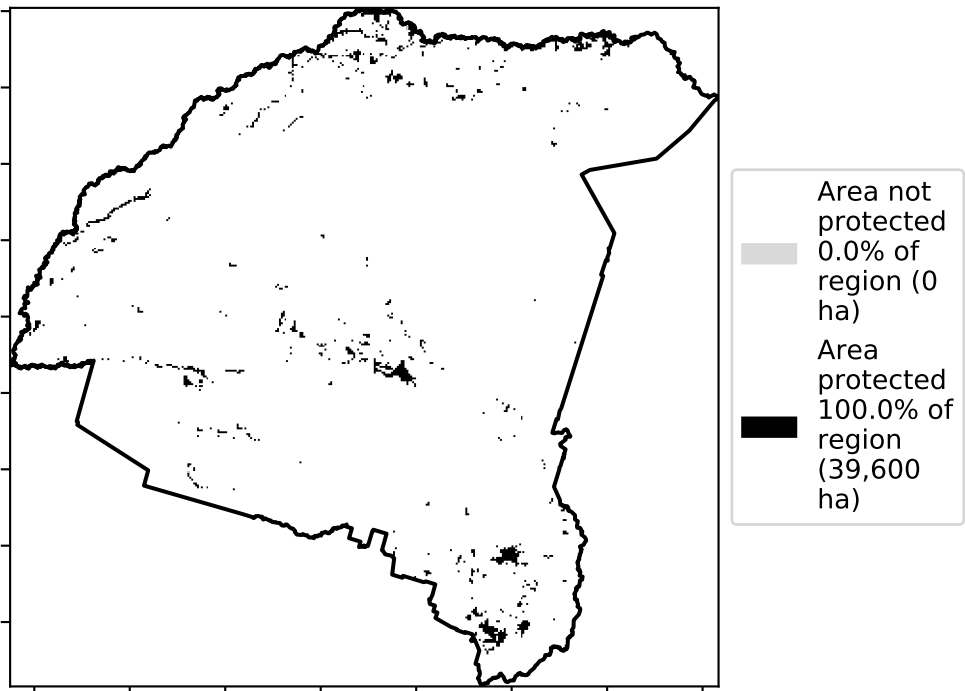 Area not
protected
0.0% of
region (0
ha)
Area
protected
100.0% of
region
(39,600
ha)